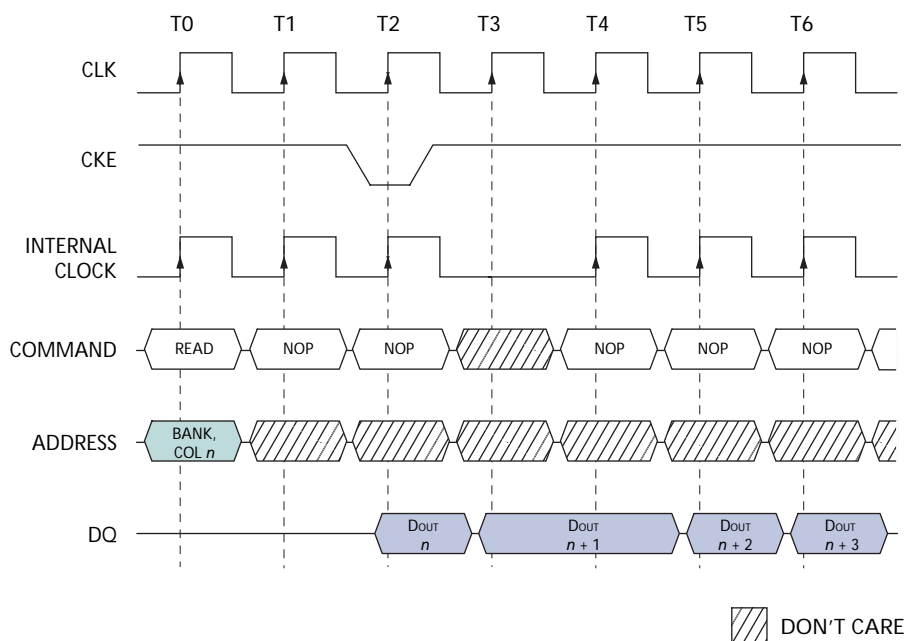 T0 T1 T2 T3 T4 T5 T6
CLK
CKE
INTERNAL
CLOCK
COMMAND READ NOP NOP NOP NOP NOP
ADDRESS BANK,
COL n
DQ DOUT DOUT DOUT DOUT
n n + 1 n + 2 n + 3
DON'T CARE